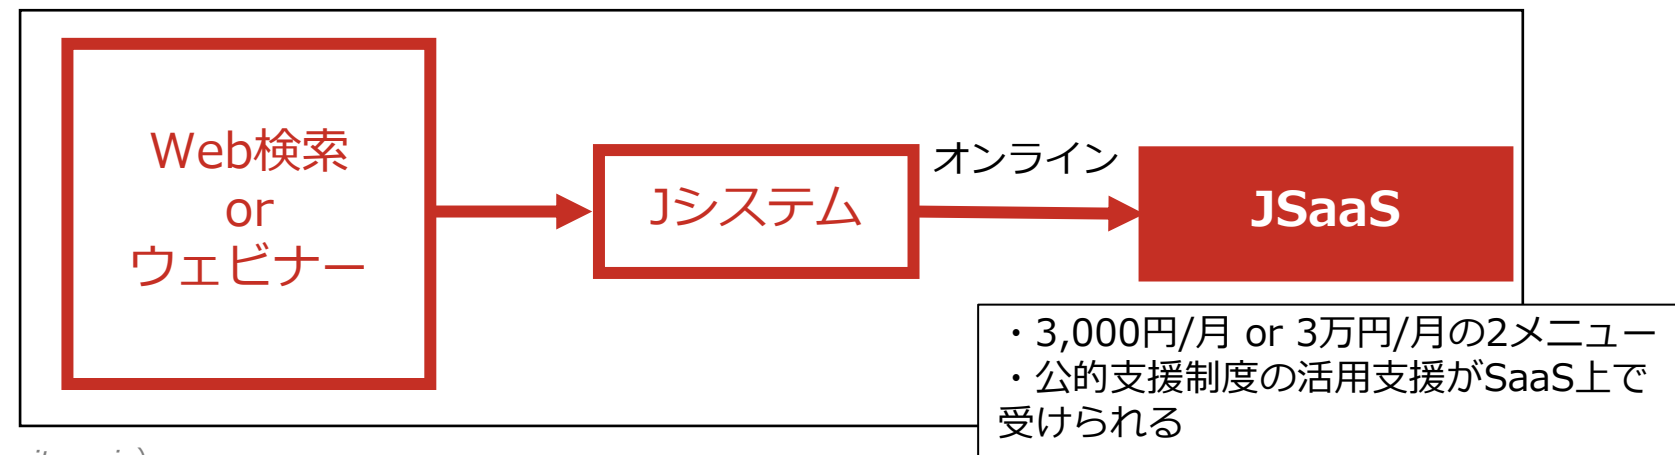 Web検索
or
ウェビナー
Jシステム
オンライン
JSaaS
・3,000円/月 or 3万円/月の2メニュー
・公的支援制度の活用支援がSaaS上で
受けられる